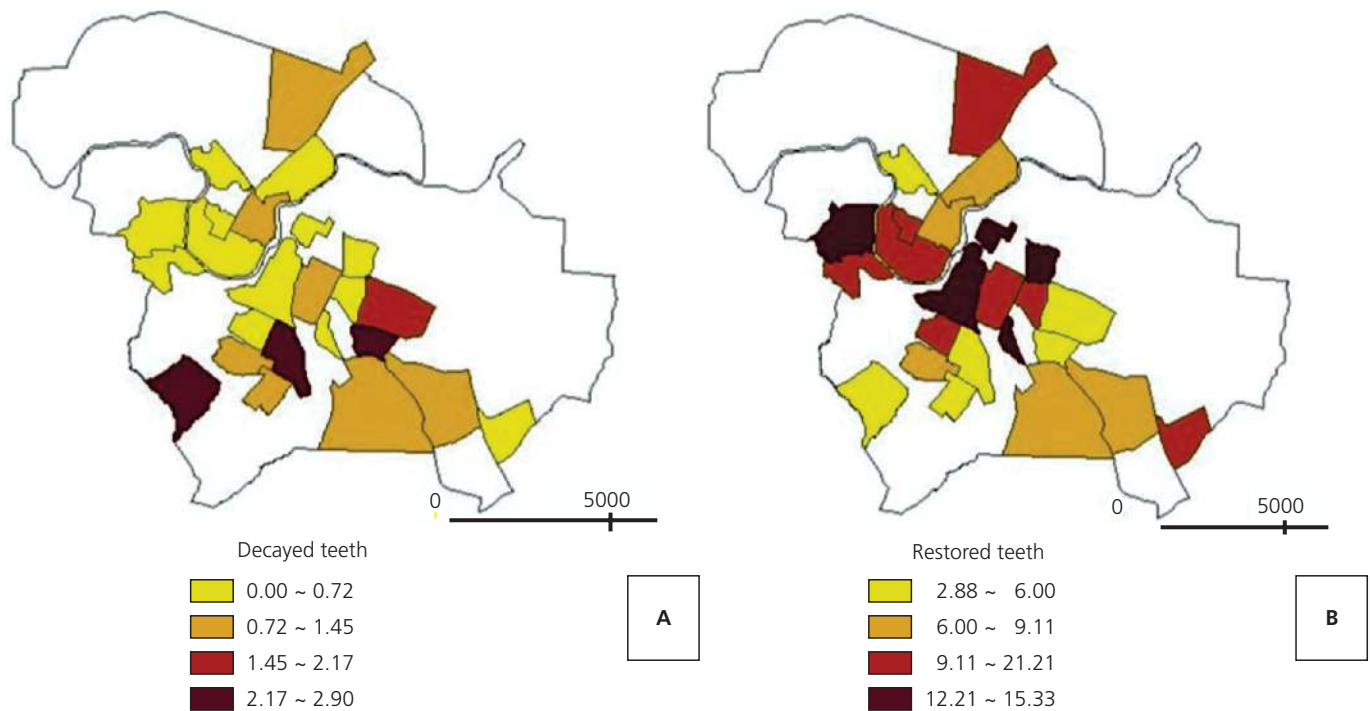 0 5000
Decayed teeth
0.00 ~ 0.72
0.72 ~ 1.45
1.45 ~ 2.17
2.17 ~ 2.90
A
0 5000
Restored teeth
2.88 ~ 6.00
6.00 ~ 9.11
9.11 ~ 21.21
12.21 ~ 15.33
B